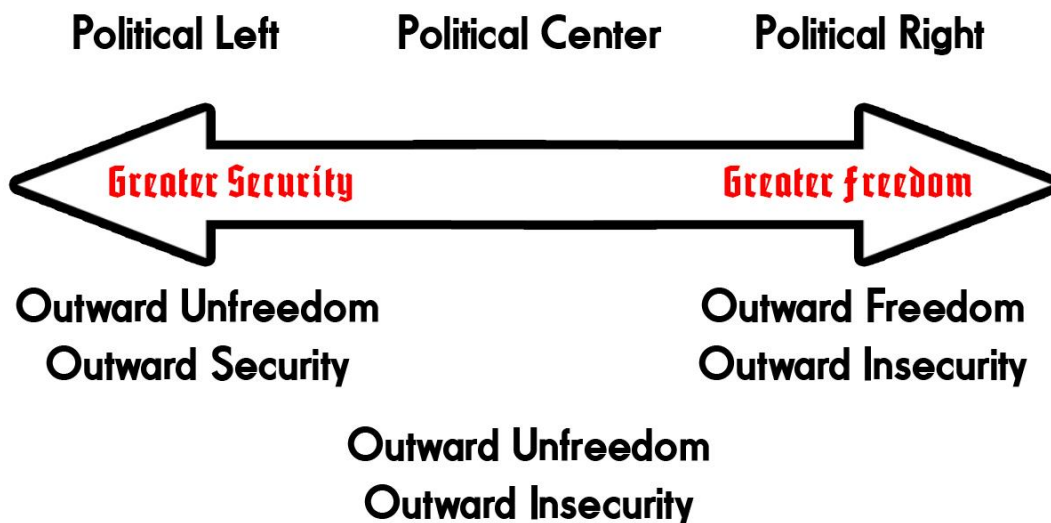 Political Left Political Center Political Right
Greater Security Greater Freedom
Outward Unfreedom Outward Freedom
Outward Security Outward Insecurity
Outward Unfreedom
Outward Insecurity